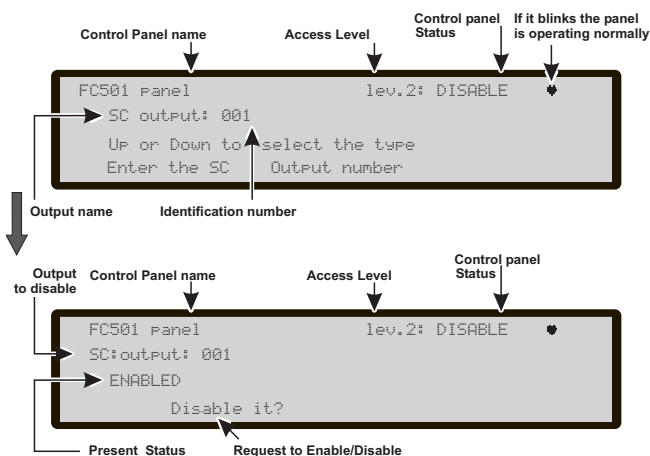 Control Panel name
Access Level
Control panel
Status
If it blinks the panel
is operating normally
FC501 panel lev.2: DISABLE ♥
SC output: 001
Up or Down to select the type
Enter the SC Output number
Output name
Identification number
Output
to disable
Control Panel name
Access Level
Control panel
Status
FC501 panel lev.2: DISABLE ♥
SC:output: 001
ENABLED
Disable it?
Present Status
Request to Enable/Disable